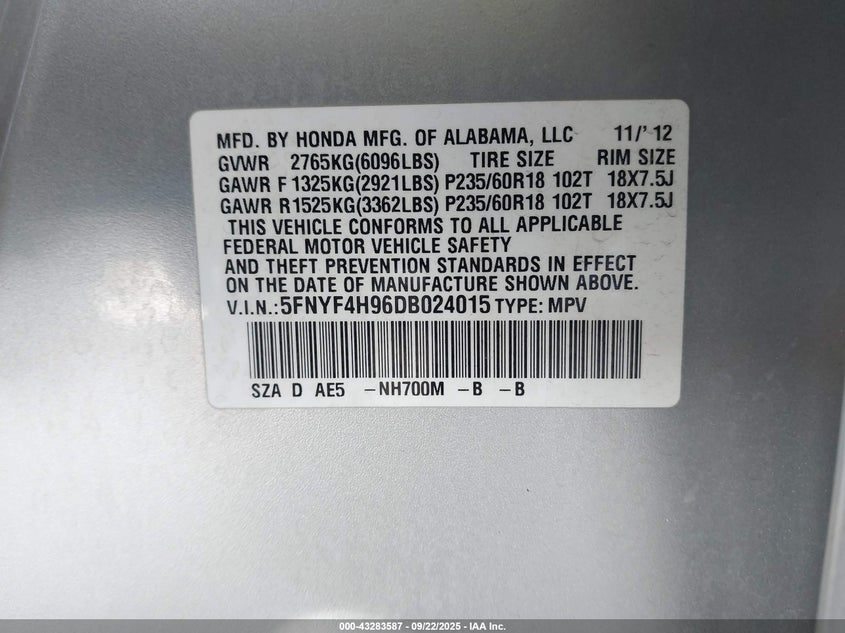 MFD. BY HONDA MFG. OF ALABAMA, LLC 11/'12
GVWR 2765KG(6096LBS) TIRE SIZE RIM SIZE
GAWR F 1325KG(2921LBS) P235/60R18 102T 18X7.5J
GAWR R1525KG(3362LBS) P235/60R18 102T 18X7.5J
THIS VEHICLE CONFORMS TO ALL APPLICABLE
FEDERAL MOTOR VEHICLE SAFETY
AND THEFT PREVENTION STANDARDS IN EFFECT
ON THE DATE OF MANUFACTURE SHOWN ABOVE.
V.I.N.:5FNYF4H96DB024015 TYPE: MPV
SZA D AE5 -NH700M -B -B
000-43283587 - 09/22/2025 - IAA Inc.